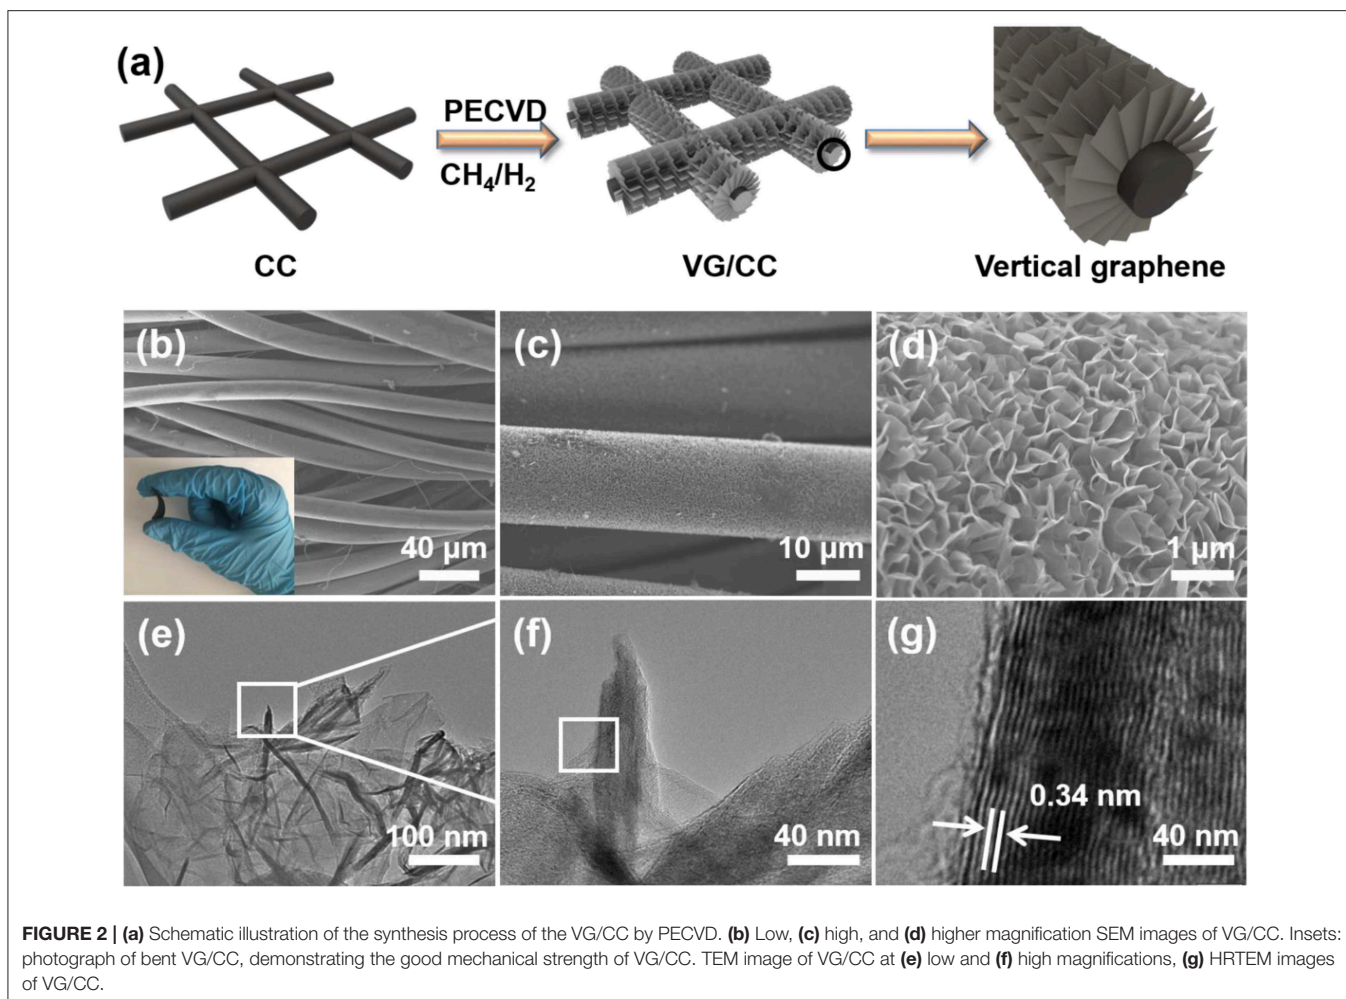 (a)
PECVD
CH₄/H₂
CC
VG/CC
Vertical graphene
(b)
40 μm
(c)
10 μm
(d)
1 μm
(e)
100 nm
(f)
40 nm
(g)
0.34 nm
40 nm
FIGURE 2 | (a) Schematic illustration of the synthesis process of the VG/CC by PECVD. (b) Low, (c) high, and (d) higher magnification SEM images of VG/CC. Insets:
photograph of bent VG/CC, demonstrating the good mechanical strength of VG/CC. TEM image of VG/CC at (e) low and (f) high magnifications, (g) HRTEM images
of VG/CC.